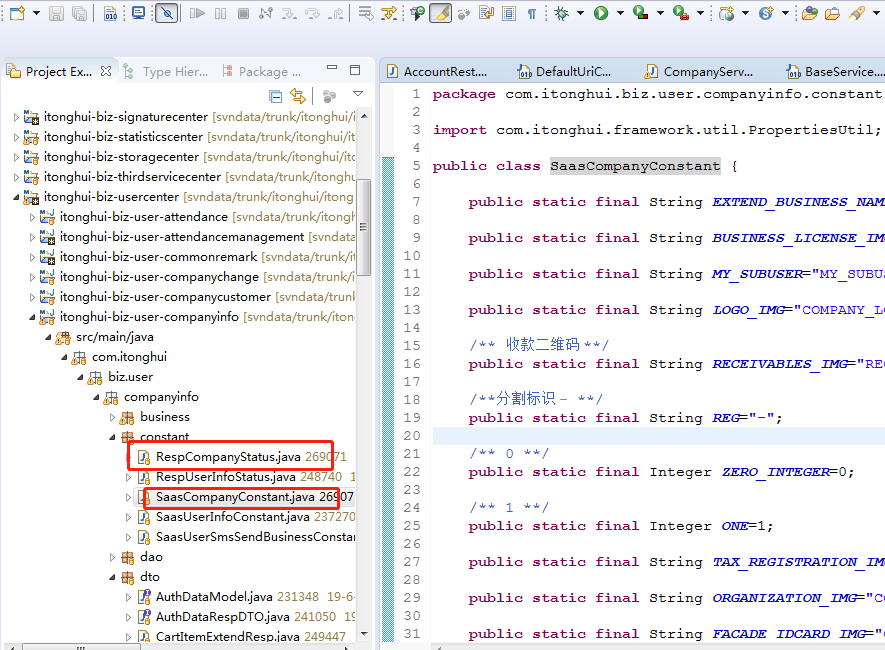 Project Ex...
Type Hier...
Package ...
itonghui-biz-signaturecenter [svndata/trunk/itonghui/i
itonghui-biz-statisticscenter [svndata/trunk/itonghui/
itonghui-biz-storagecenter [svndata/trunk/itonghui/itc
itonghui-biz-thirdservicecenter [svndata/trunk/itongh
itonghui-biz-usercenter [svndata/trunk/itonghui/itong
itonghui-biz-user-attendance [svndata/trunk/itongh
itonghui-biz-user-attendancemanagement [svndata
itonghui-biz-user-commonremark [svndata/trunk/it
itonghui-biz-user-companychange [svndata/trunk/i
itonghui-biz-user-companycustomer [svndata/trunk
itonghui-biz-user-companyinfo [svndata/trunk/iton
src/main/java
com.itonghui
biz.user
companyinfo
business
constant
RespCompanyStatus.java 269071
RespUserInfoStatus.java 248740 1
SaasCompanyConstant.java 26907
SaasUserInfoConstant.java 237270
SaasUserSmsSendBusinessConstar
dao
dto
AuthDataModel.java 231348 19-6-
AuthDataRespDTO.java 241050 19
CartItemExtendResp.java 249447
AccountRest....
DefaultUriC...
CompanyServ...
BaseService....
1 package com.itonghui.biz.user.companyinfo.constant
2
3 import com.itonghui.framework.util.PropertiesUtil;
4
5 public class SaasCompanyConstant {
6
7 public static final String EXTEND_BUSINESS_NAM
8
9 public static final String BUSINESS_LICENSE_IM
10
11 public static final String MY_SUBUSER="MY_SUBU
12
13 public static final String LOGO_IMG="COMPANY_L
14
15 /** 收款二维码 **/
16 public static final String RECEIVABLES_IMG="RE
17
18 /**分割标识 - **/
19 public static final String REG="-";
20
21 /** 0 **/
22 public static final Integer ZERO_INTEGER=0;
23
24 /** 1 **/
25 public static final Integer ONE=1;
26
27 public static final String TAX_REGISTRATION_IM
28
29 public static final String ORGANIZATION_IMG="C
30
31 public static final String FACADE_IDCARD_IMG="